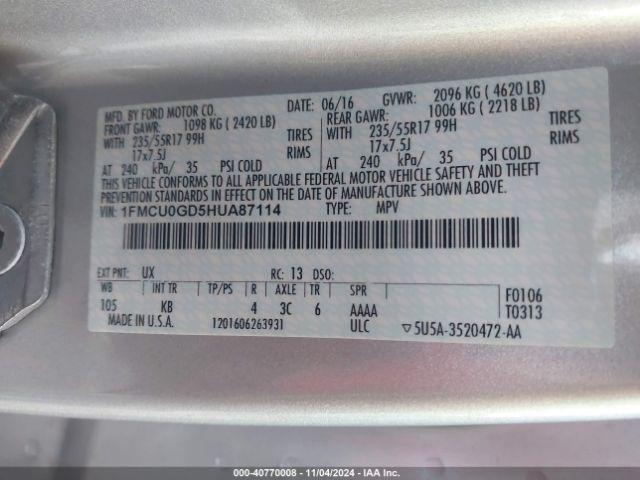 MFD. BY FORD MOTOR CO.
DATE: 06/16 GVWR: 2096 KG ( 4620 LB)
FRONT GAWR: 1098 KG ( 2420 LB) REAR GAWR: 1006 KG ( 2218 LB)
WITH 235/55R17 99H TIRES WITH 235/55R17 99H TIRES
17x7.5J RIMS 17x7.5J RIMS
AT 240 kPa/ 35 PSI COLD AT 240 kPa/ 35 PSI COLD
THIS VEHICLE CONFORMS TO ALL APPLICABLE FEDERAL MOTOR VEHICLE SAFETY AND THEFT
PREVENTION STANDARDS IN EFFECT ON THE DATE OF MANUFACTURE SHOWN ABOVE.
VIN: 1FMCU0GD5HUA87114 TYPE: MPV
EXT PNT: UX RC: 13 DSO:
WB INT TR TP/PS R AXLE TR SPR F0106
105 KB 4 3C 6 AAAA T0313
MADE IN U.S.A. 1201606263931 ULC ▽5U5A-3520472-AA
000-40770008 - 11/04/2024 - IAA Inc.